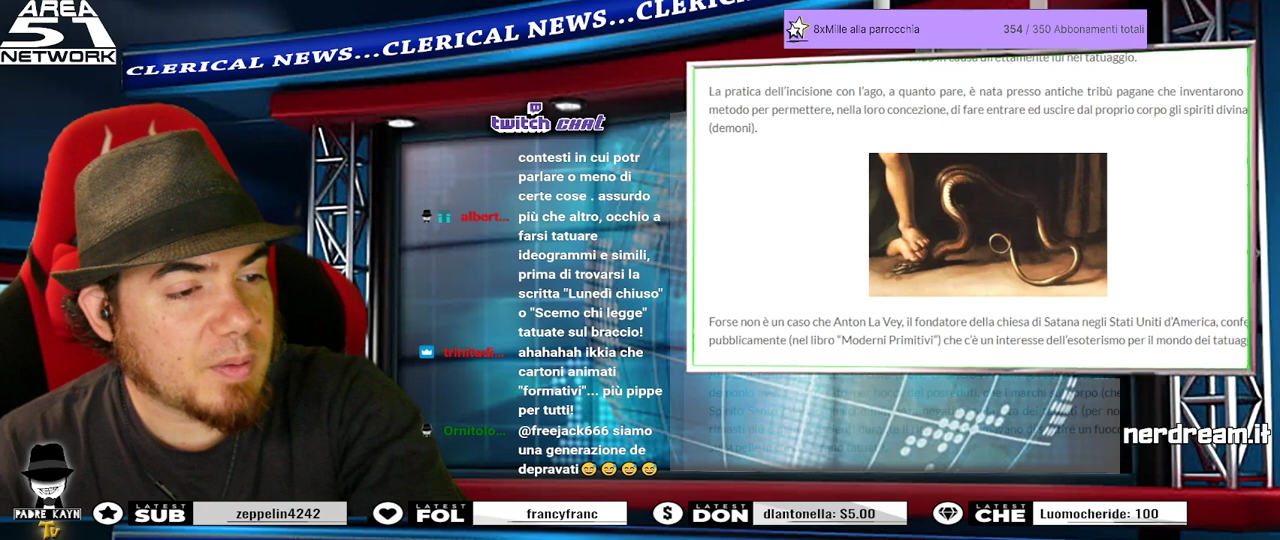 AREA
51
NETWORK
CLERICAL NEWS...CLERICAL NEWS...CLERIC
8xMille alla parrocchia
354 / 350 Abbonamenti totali
La pratica dell'incisione con l'ago, a quanto pare, è nata presso antiche tribù pagane che inventarono
metodo per permettere, nella loro concezione, di fare entrare ed uscire dal proprio corpo gli spiriti divina
(demoni).
Forse non è un caso che Anton La Vey, il fondatore della chiesa di Satana negli Stati Uniti d'America, confe
pubblicamente (nel libro "Moderni Primitivi") che c'è un interesse dell'esoterismo per il mondo dei tatuag
twitch CHAT
contesti in cui potr
parlare o meno di
certe cose . assurdo
albert... più che altro, occhio a
farsi tatuare
ideogrammi e simili,
prima di trovarsi la
scritta "Lunedì chiuso"
o "Scemo chi legge"
tatuate sul braccio!
trinitadi... ahahahah ikkia che
cartoni animati
"formativi"... più pippe
per tutti!
Ornitolo... @freejack666 siamo
una generazione de
depravati 😅 😅 😅 😅
nerdream.it
PADRE KAYN
Tv
LATEST SUB zeppelin4242
LATEST FOL francyfranc
LATEST DON dlantonella: $5.00
LATEST CHE Luomocheride: 100